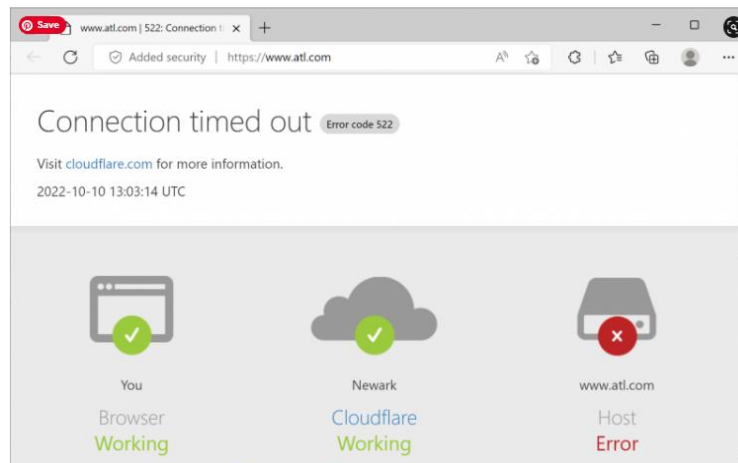 Save
www.atl.com | 522: Connection t
Added security | https://www.atl.com
Connection timed out Error code 522
Visit cloudflare.com for more information.
2022-10-10 13:03:14 UTC
You Newark www.atl.com
Browser Cloudflare Host
Working Working Error